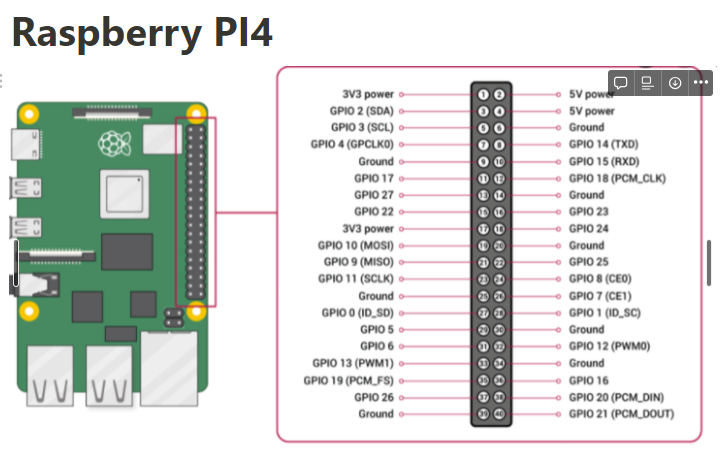 Raspberry PI4
3V3 power 1 2 5V power
GPIO 2 (SDA) 3 4 5V power
GPIO 3 (SCL) 5 6 Ground
GPIO 4 (GPCLK0) 7 8 GPIO 14 (TXD)
Ground 9 10 GPIO 15 (RXD)
GPIO 17 11 12 GPIO 18 (PCM_CLK)
GPIO 27 13 14 Ground
GPIO 22 15 16 GPIO 23
3V3 power 17 18 GPIO 24
GPIO 10 (MOSI) 19 20 Ground
GPIO 9 (MISO) 21 22 GPIO 25
GPIO 11 (SCLK) 23 24 GPIO 8 (CE0)
Ground 25 26 GPIO 7 (CE1)
GPIO 0 (ID_SD) 27 28 GPIO 1 (ID_SC)
GPIO 5 29 30 Ground
GPIO 6 31 32 GPIO 12 (PWM0)
GPIO 13 (PWM1) 33 34 Ground
GPIO 19 (PCM_FS) 35 36 GPIO 16
GPIO 26 37 38 GPIO 20 (PCM_DIN)
Ground 39 40 GPIO 21 (PCM_DOUT)